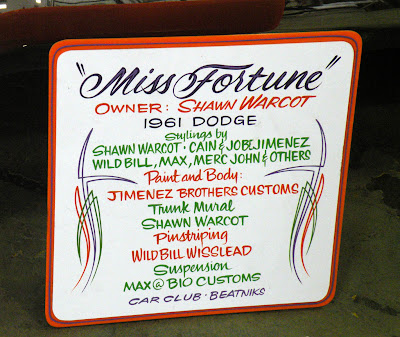 "Miss Fortune"
OWNER: SHAWN WARCOT
1961 DODGE
Stylings by
SHAWN WARCOT · CAIN & JOBEJIMENEZ
WILD BILL, MAX, MERC JOHN & OTHERS
Paint and Body:
JIMENEZ BROTHERS CUSTOMS
Trunk Mural
SHAWN WARCOT
Pinstriping
WILD BILL WISSLEAD
Suspension
MAX @ BIO CUSTOMS
CAR CLUB · BEATNIKS